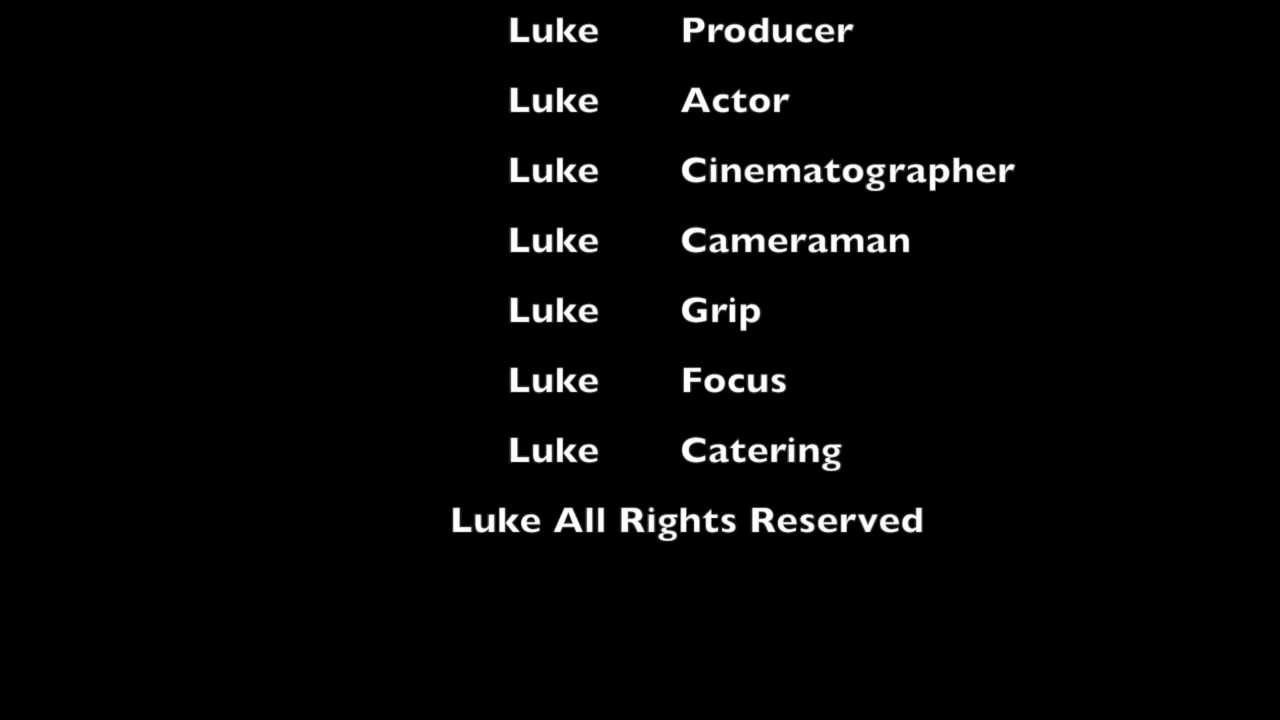 Luke Producer
Luke Actor
Luke Cinematographer
Luke Cameraman
Luke Grip
Luke Focus
Luke Catering
Luke All Rights Reserved